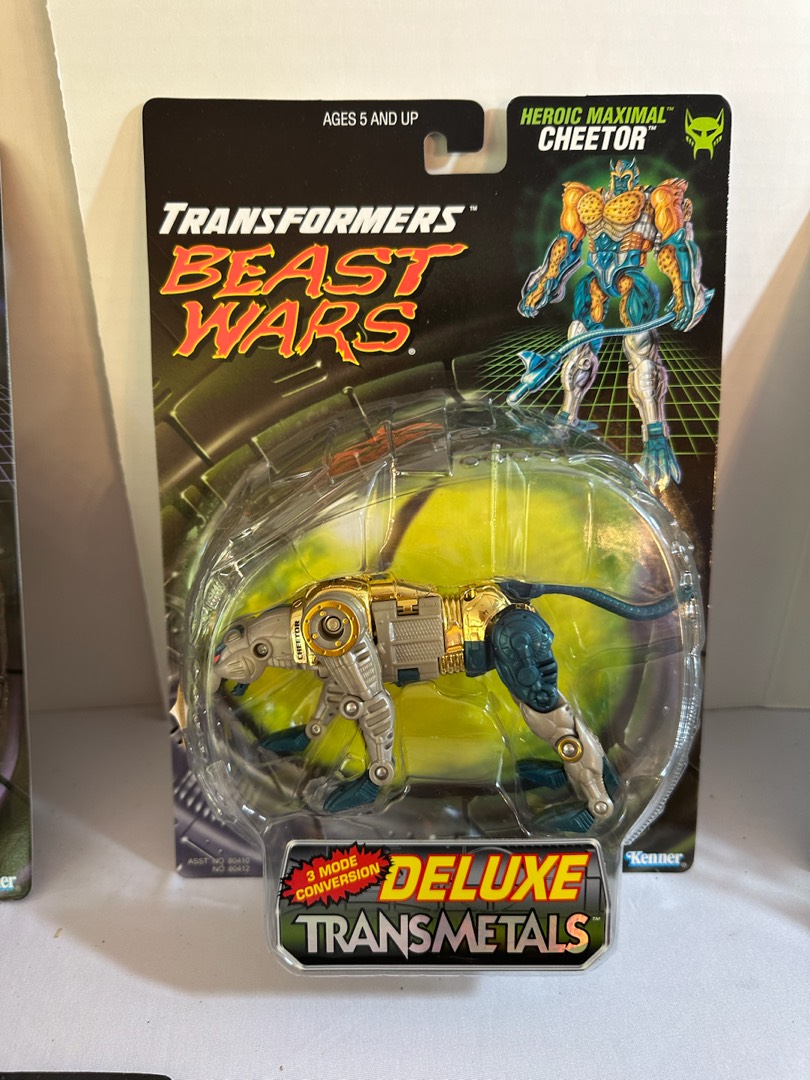 AGES 5 AND UP
HEROIC MAXIMAL™
CHEETOR™
TRANSFORMERS™
BEAST
WARS®
CHEETOR
ASST NO 80410
NO 80412
Kenner
3 MODE
CONVERSION
DELUXE
TRANSMETALS™
er